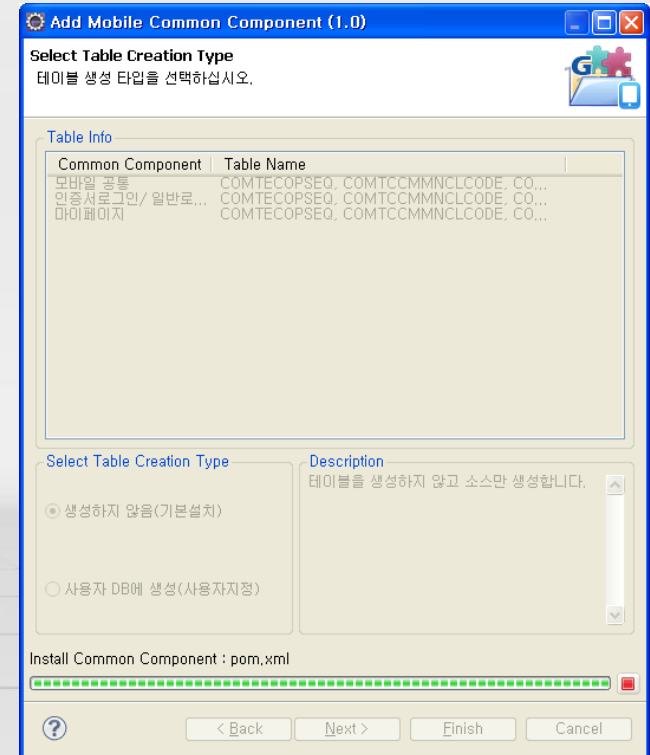 Add Mobile Common Component (1.0)
Select Table Creation Type
테이블 생성 타입을 선택하십시오.
G
Table Info
Common Component Table Name
모바일 공통 COMTECOPSEQ, COMTCCMMNCLCODE, CO...
인증서로그인/ 일반로... COMTECOPSEQ, COMTCCMMNCLCODE, CO...
마이페이지 COMTECOPSEQ, COMTCCMMNCLCODE, CO...
Select Table Creation Type
생성하지 않음(기본설치)
사용자 DB에 생성(사용자지정)
Description
테이블을 생성하지 않고 소스만 생성합니다.
Install Common Component : pom.xml
?
< Back Next > Finish Cancel